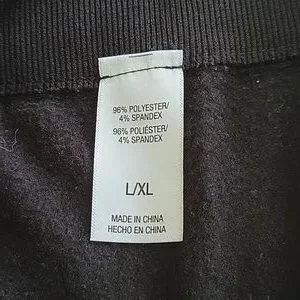 96% POLYESTER/
4% SPANDEX
96% POLIÉSTER/
4% SPANDEX
L/XL
MADE IN CHINA
HECHO EN CHINA